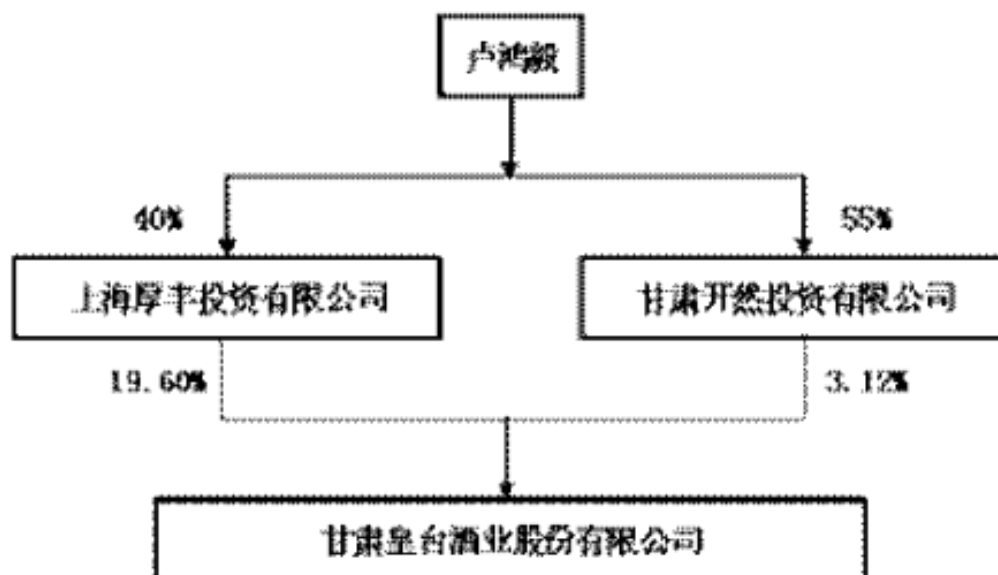 卢鸿毅
40%
55%
上海厚丰投资有限公司
甘肃开然投资有限公司
19.60%
3.12%
甘肃皇台酒业股份有限公司